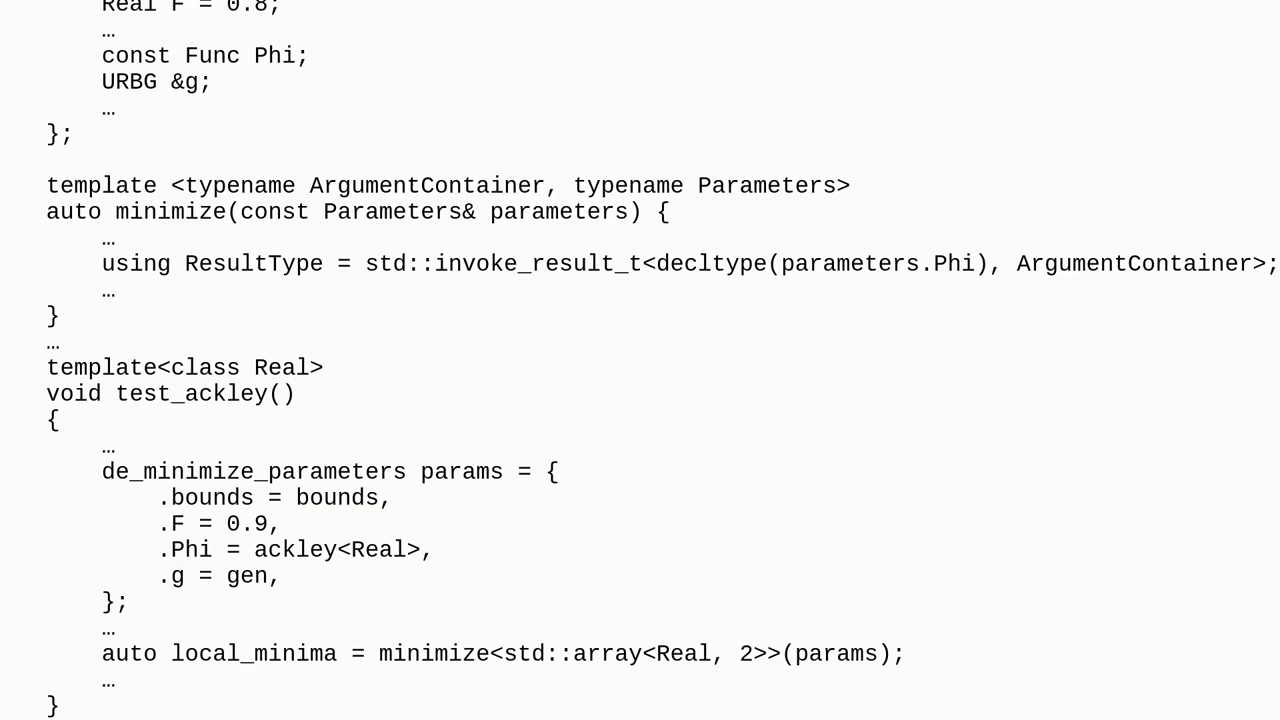 Real F = 0.8;
    …
    const Func Phi;
    URBG &g;
    …
};

template <typename ArgumentContainer, typename Parameters>
auto minimize(const Parameters& parameters) {
    …
    using ResultType = std::invoke_result_t<decltype(parameters.Phi), ArgumentContainer>;
    …
}
…
template<class Real>
void test_ackley()
{
    …
    de_minimize_parameters params = {
        .bounds = bounds,
        .F = 0.9,
        .Phi = ackley<Real>,
        .g = gen,
    };
    …
    auto local_minima = minimize<std::array<Real, 2>>(params);
    …
}